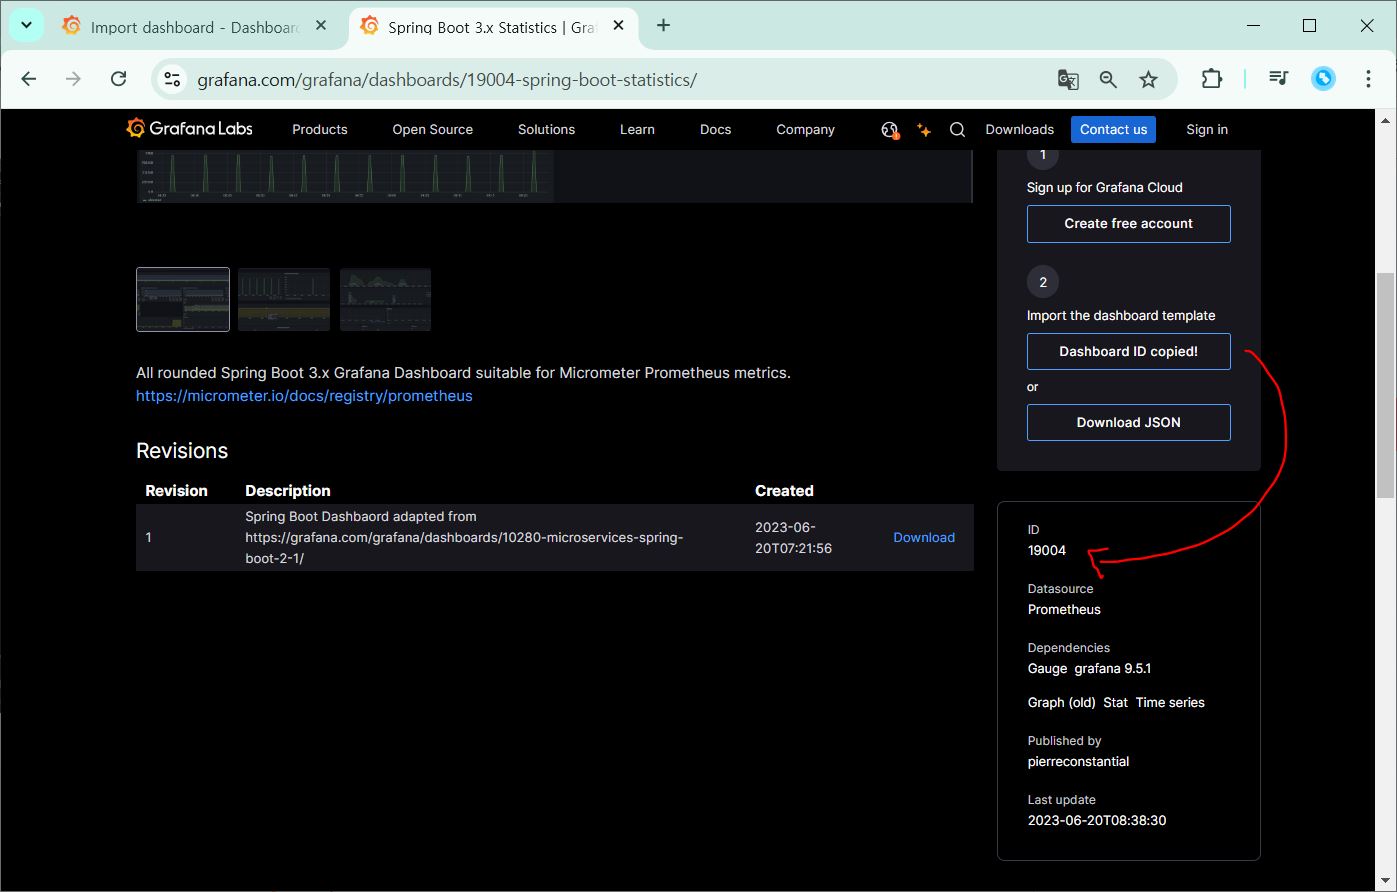 Import dashboard - Dashboard
Spring Boot 3.x Statistics | Gra
grafana.com/grafana/dashboards/19004-spring-boot-statistics/
Grafana Labs
Products
Open Source
Solutions
Learn
Docs
Company
1
Downloads
Contact us
Sign in
1
Sign up for Grafana Cloud
Create free account
2
Import the dashboard template
Dashboard ID copied!
or
Download JSON
All rounded Spring Boot 3.x Grafana Dashboard suitable for Micrometer Prometheus metrics.
https://micrometer.io/docs/registry/prometheus
Revisions
Revision Description Created
1
Spring Boot Dashbaord adapted from
https://grafana.com/grafana/dashboards/10280-microservices-spring-
boot-2-1/
2023-06-
20T07:21:56
Download
ID
19004
Datasource
Prometheus
Dependencies
Gauge grafana 9.5.1
Graph (old) Stat Time series
Published by
pierreconstantial
Last update
2023-06-20T08:38:30